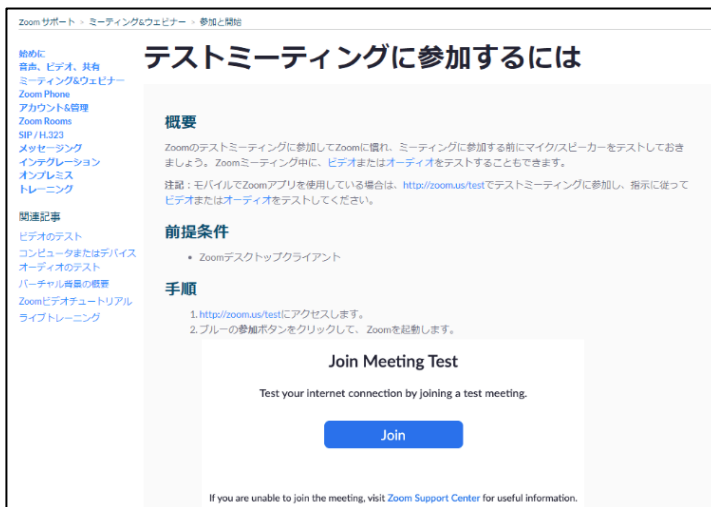 Zoom サポート > ミーティング&ウェビナー > 参加と開始
始めに
音声、ビデオ、共有
ミーティング&ウェビナー
Zoom Phone
アカウント&管理
Zoom Rooms
SIP / H.323
メッセージング
インテグレーション
オンプレミス
トレーニング
関連記事
ビデオのテスト
コンピュータまたはデバイス
オーディオのテスト
バーチャル背景の概要
Zoomビデオチュートリアル
ライブトレーニング
テストミーティングに参加するには
概要
Zoomのテストミーティングに参加してZoomに慣れ、ミーティングに参加する前にマイク/スピーカーをテストしておき
ましょう。 Zoomミーティング中に、ビデオまたはオーディオをテストすることもできます。
注記：モバイルでZoomアプリを使用している場合は、http://zoom.us/testでテストミーティングに参加し、指示に従って
ビデオまたはオーディオをテストしてください。
前提条件
• Zoomデスクトップクライアント
手順
1. http://zoom.us/testにアクセスします。
2. ブルーの参加ボタンをクリックして、 Zoomを起動します。
Join Meeting Test
Test your internet connection by joining a test meeting.
Join
If you are unable to join the meeting, visit Zoom Support Center for useful information.